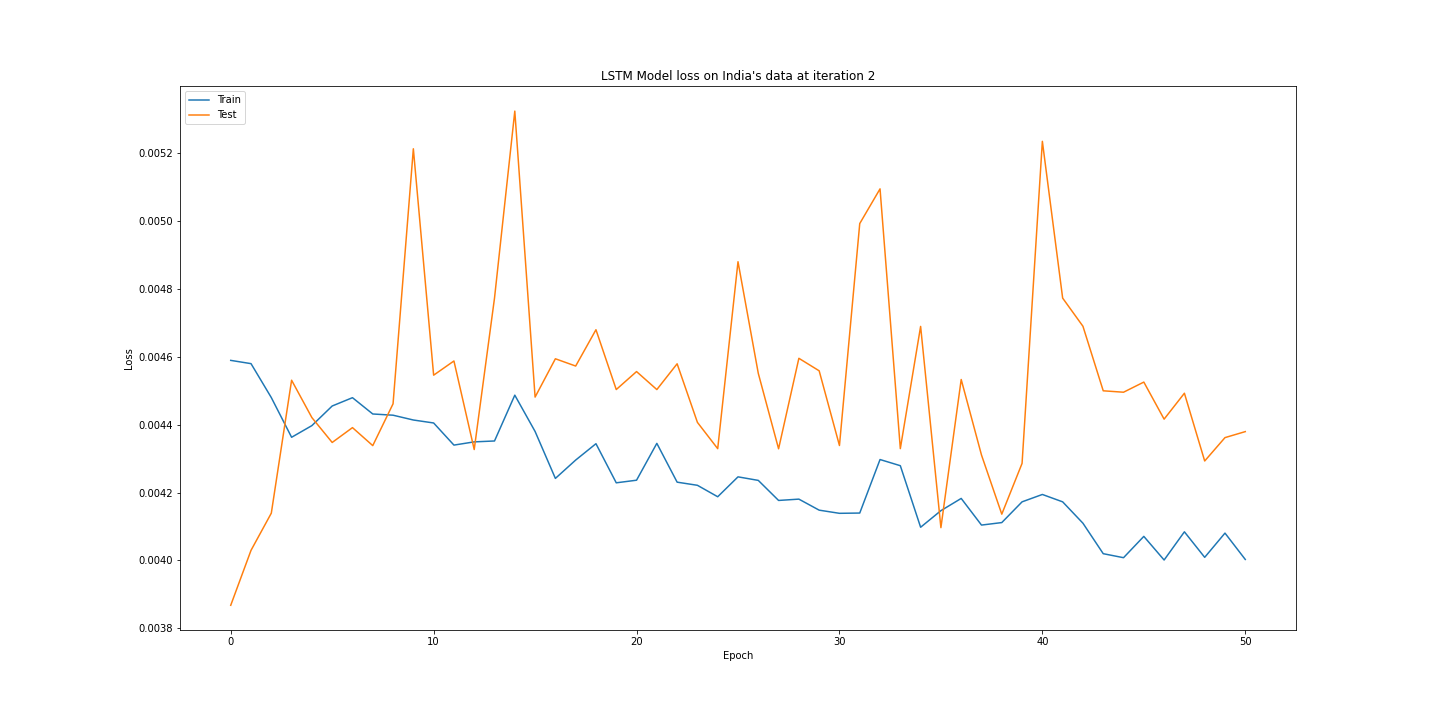 LSTM Model loss on India's data at iteration 2
Train
Test
0.0052
0.0050
0.0048
0.0046
0.0044
0.0042
0.0040
0.0038
Loss
0 10 20 30 40 50
Epoch